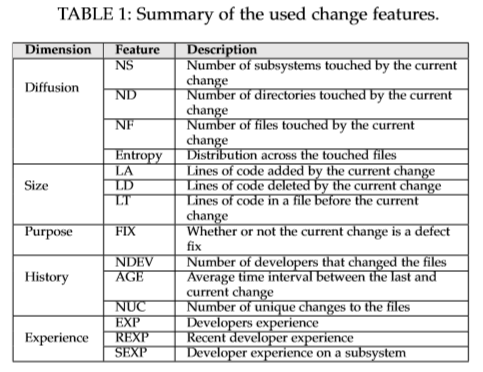 TABLE 1: Summary of the used change features.
Dimension Feature Description
Diffusion
NS Number of subsystems touched by the current
change
ND Number of directories touched by the current
change
NF Number of files touched by the current
change
Entropy Distribution across the touched files
Size
LA Lines of code added by the current change
LD Lines of code deleted by the current change
LT Lines of code in a file before the current
change
Purpose FIX Whether or not the current change is a defect
fix
History
NDEV Number of developers that changed the files
AGE Average time interval between the last and
current change
NUC Number of unique changes to the files
Experience
EXP Developers experience
REXP Recent developer experience
SEXP Developer experience on a subsystem